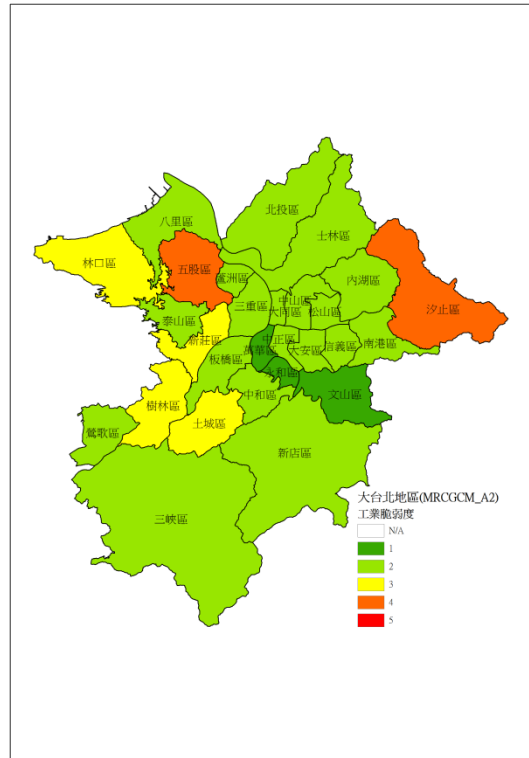 北投區
八里區
士林區
林口區
五股區
內湖區
蘆洲區
汐止區
三重區
中山區
大同區
松山區
泰山區
新莊區
中正區
萬華區
大安區
信義區
南港區
板橋區
永和區
中和區
文山區
樹林區
土城區
鶯歌區
新店區
三峽區
大台北地區(MRCGCM_A2)
工業脆弱度
N/A
1
2
3
4
5